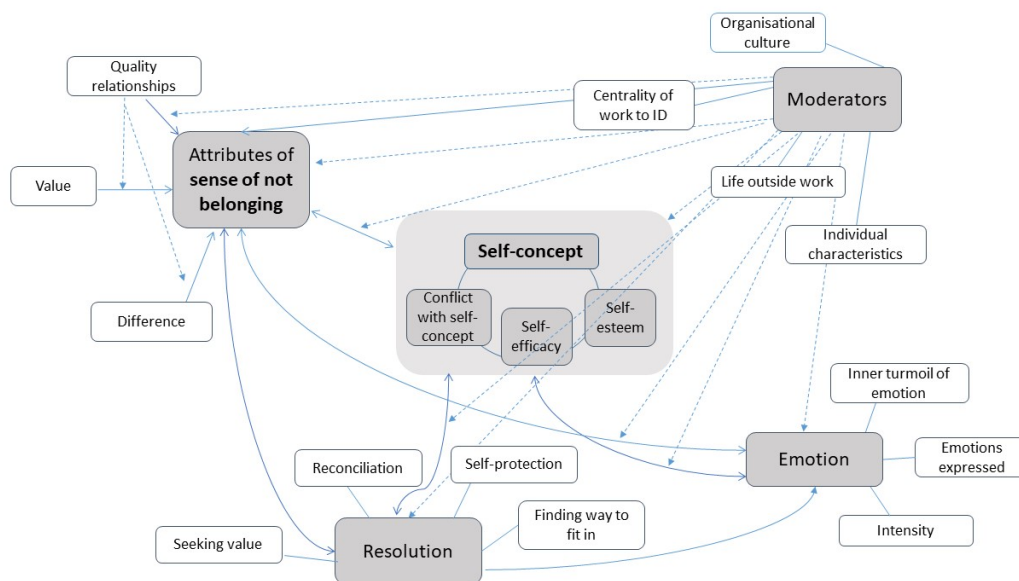 Organisational
culture
Quality
relationships
Moderators
Centrality of
work to ID
Attributes of
sense of not
belonging
Value
Life outside work
Individual
characteristics
Self-concept
Conflict
with self-
concept
Self-
efficacy
Self-
esteem
Difference
Inner turmoil of
emotion
Emotion
Emotions
expressed
Intensity
Reconciliation
Self-protection
Finding way to
fit in
Seeking value
Resolution